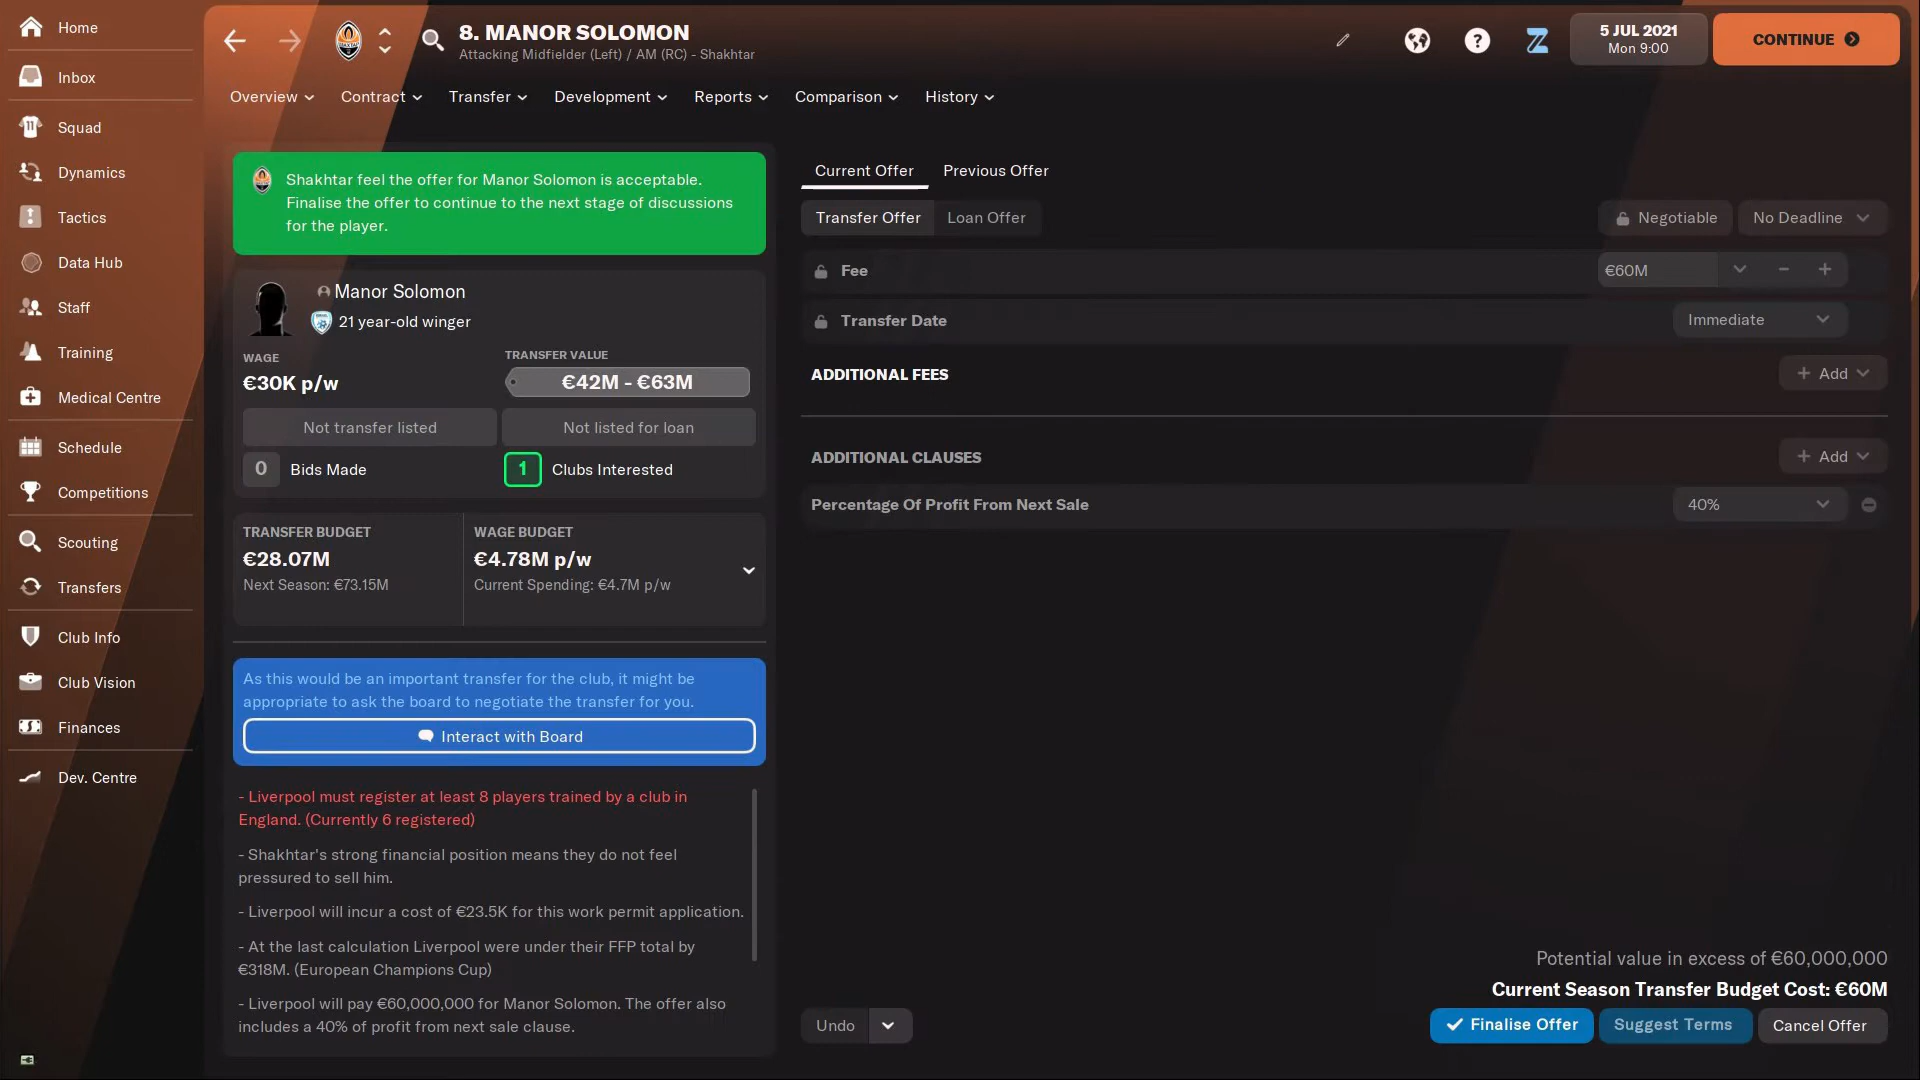 Home
Inbox
Squad
Dynamics
Tactics
Data Hub
Staff
Training
Medical Centre
Schedule
Competitions
Scouting
Transfers
Club Info
Club Vision
Finances
Dev. Centre
8. MANOR SOLOMON
Attacking Midfielder (Left) / AM (RC) - Shakhtar
5 JUL 2021
Mon 9:00
CONTINUE
Overview
Contract
Transfer
Development
Reports
Comparison
History
Shakhtar feel the offer for Manor Solomon is acceptable.
Finalise the offer to continue to the next stage of discussions
for the player.
Manor Solomon
21 year-old winger
WAGE
€30K p/w
TRANSFER VALUE
€42M - €63M
Not transfer listed
Not listed for loan
0 Bids Made
1 Clubs Interested
TRANSFER BUDGET
€28.07M
Next Season: €73.15M
WAGE BUDGET
€4.78M p/w
Current Spending: €4.7M p/w
As this would be an important transfer for the club, it might be
appropriate to ask the board to negotiate the transfer for you.
Interact with Board
- Liverpool must register at least 8 players trained by a club in
England. (Currently 6 registered)
- Shakhtar's strong financial position means they do not feel
pressured to sell him.
- Liverpool will incur a cost of €23.5K for this work permit application.
- At the last calculation Liverpool were under their FFP total by
€318M. (European Champions Cup)
- Liverpool will pay €60,000,000 for Manor Solomon. The offer also
includes a 40% of profit from next sale clause.
Current Offer
Previous Offer
Transfer Offer
Loan Offer
Negotiable
No Deadline
Fee
€60M
Transfer Date
Immediate
ADDITIONAL FEES
+ Add
ADDITIONAL CLAUSES
+ Add
Percentage Of Profit From Next Sale
40%
Potential value in excess of €60,000,000
Current Season Transfer Budget Cost: €60M
Undo
Finalise Offer
Suggest Terms
Cancel Offer